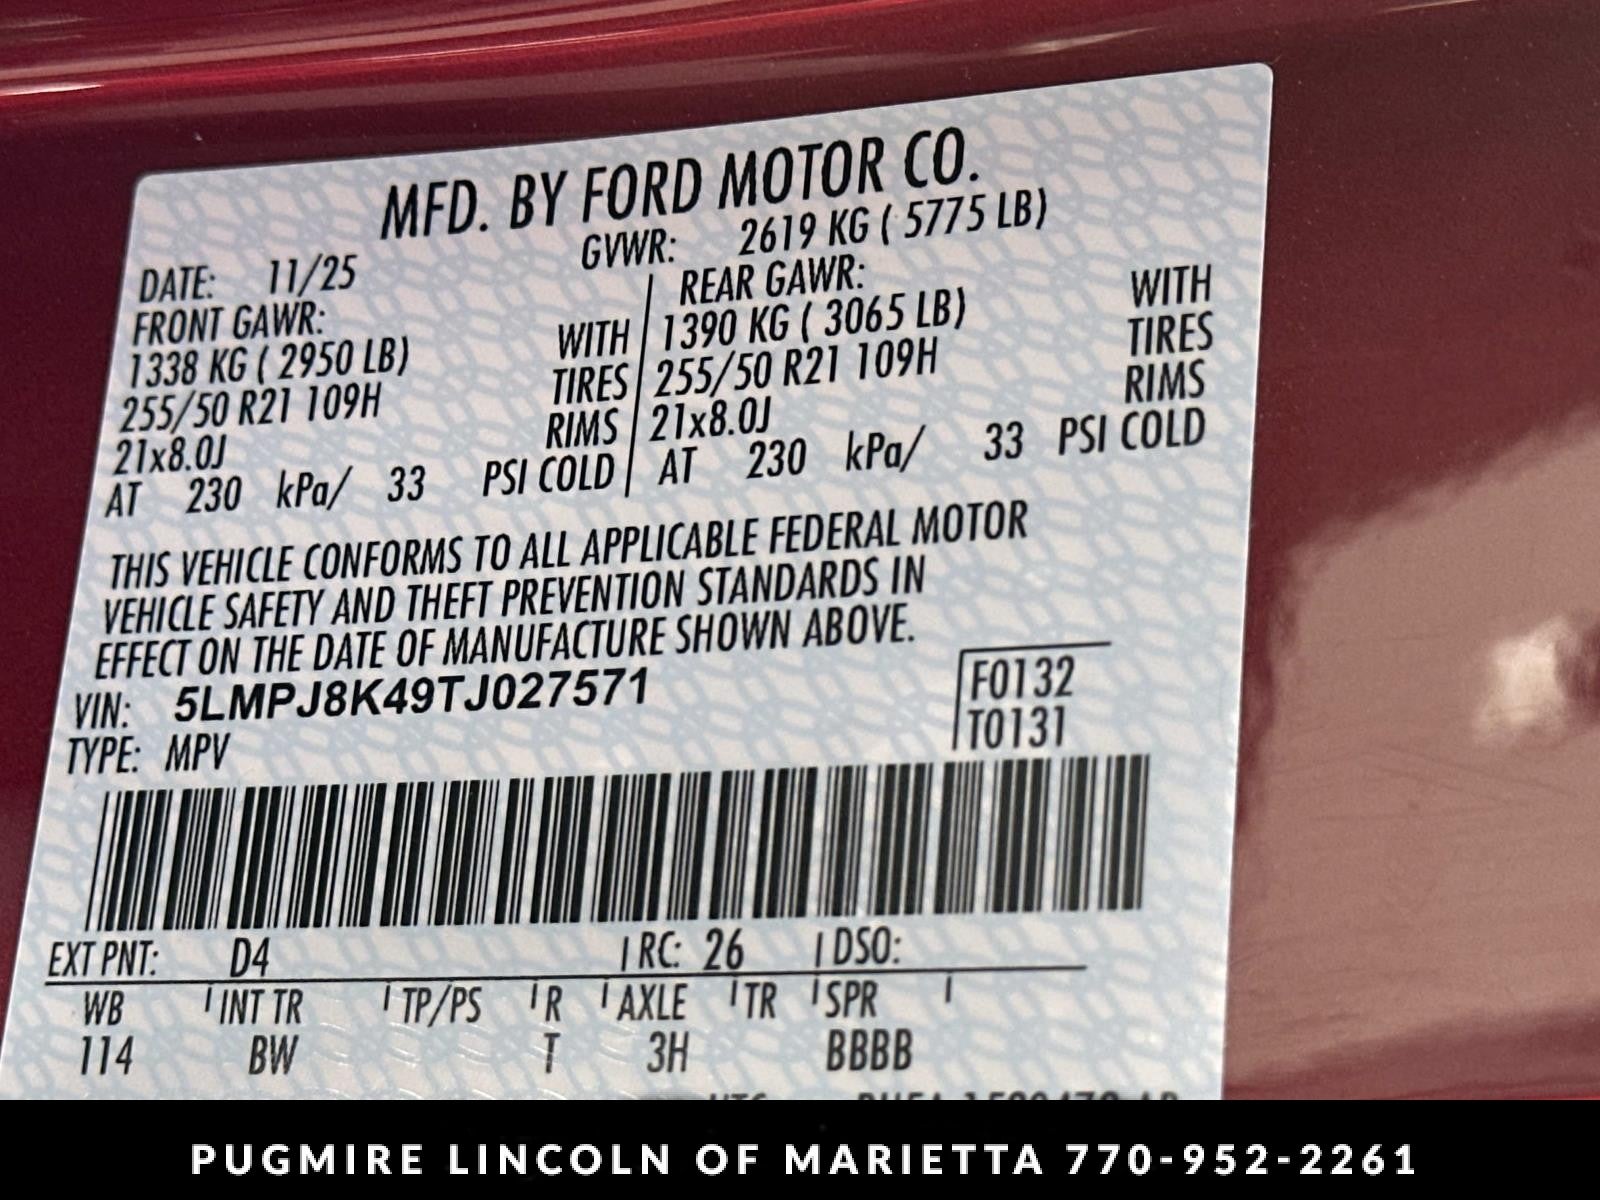 MFD. BY FORD MOTOR CO.
DATE: 11/25 GVWR: 2619 KG ( 5775 LB)
FRONT GAWR: REAR GAWR:
1338 KG ( 2950 LB) WITH 1390 KG ( 3065 LB) WITH
255/50 R21 109H TIRES 255/50 R21 109H TIRES
21x8.0J RIMS 21x8.0J RIMS
AT 230 kPa/ 33 PSI COLD AT 230 kPa/ 33 PSI COLD
THIS VEHICLE CONFORMS TO ALL APPLICABLE FEDERAL MOTOR
VEHICLE SAFETY AND THEFT PREVENTION STANDARDS IN
EFFECT ON THE DATE OF MANUFACTURE SHOWN ABOVE.
VIN: 5LMPJ8K49TJ027571 F0132
TYPE: MPV T0131
EXT PNT: D4 RC: 26 DSO:
WB INT TR TP/PS R AXLE TR SPR
114 BW T 3H BBBB
PUGMIRE LINCOLN OF MARIETTA 770-952-2261